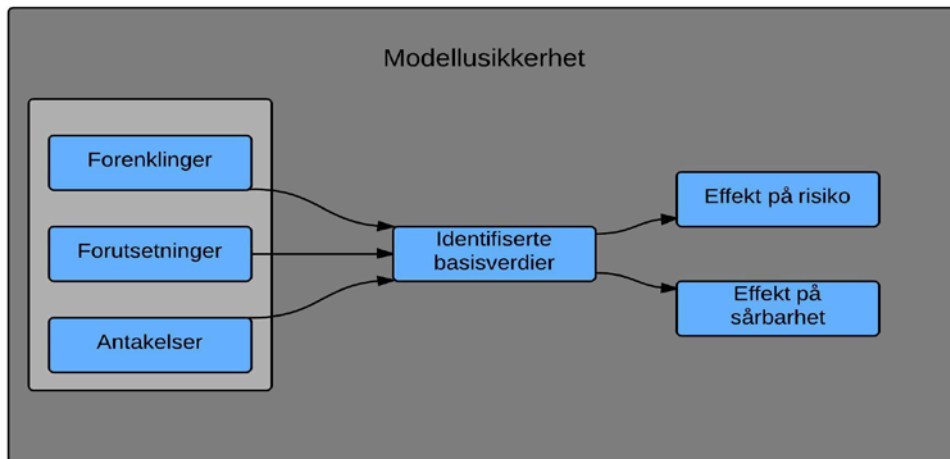 Modellusikkerhet
Forenklinger
Forutsetninger
Antakelser
Identifiserte
basisverdier
Effekt på risiko
Effekt på
sårbarhet